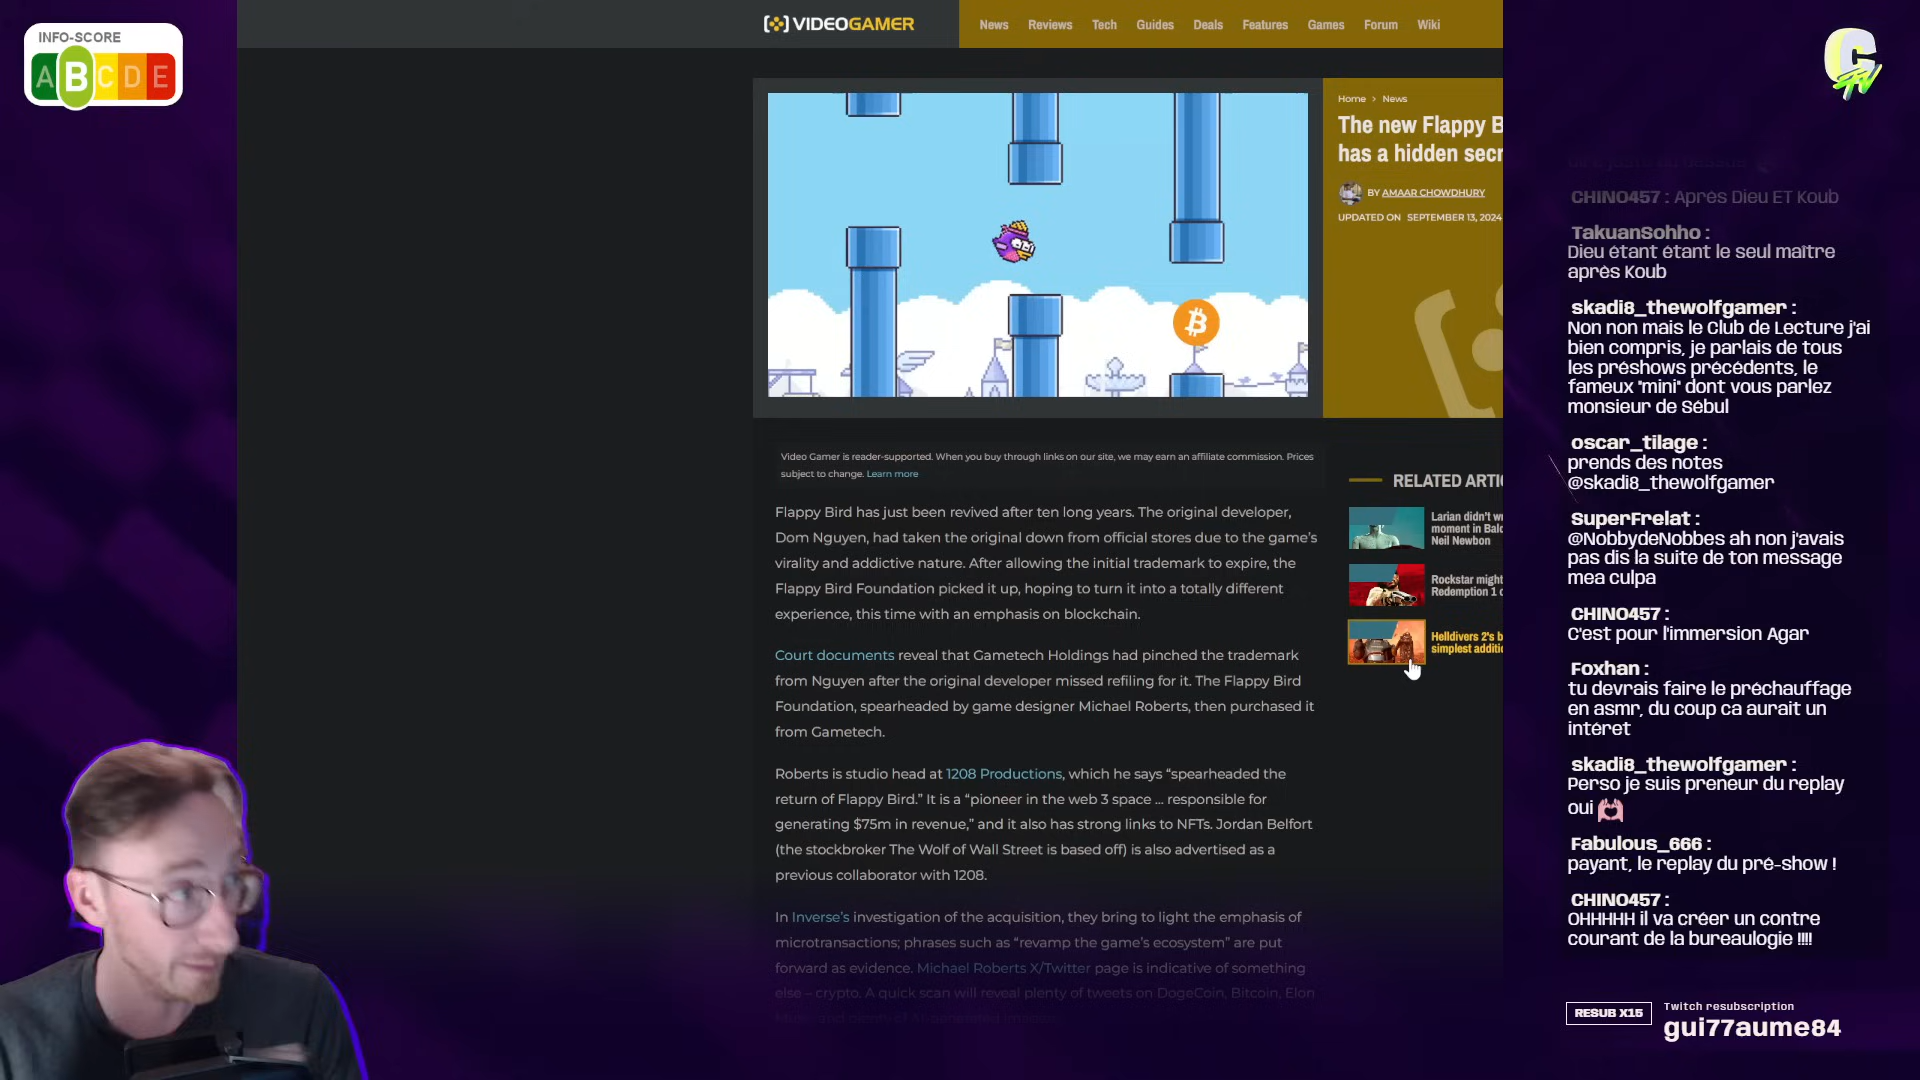 INFO-SCORE
A B C D E
VIDEOGAMER
News Reviews Tech Guides Deals Features Games Forum Wiki
Home > News
The new Flappy B
has a hidden secr
BY AMAAR CHOWDHURY
UPDATED ON SEPTEMBER 13, 2024
Video Gamer is reader-supported. When you buy through links on our site, we may earn an affiliate commission. Prices
subject to change. Learn more
Flappy Bird has just been revived after ten long years. The original developer,
Dom Nguyen, had taken the original down from official stores due to the game's
virality and addictive nature. After allowing the initial trademark to expire, the
Flappy Bird Foundation picked it up, hoping to turn it into a totally different
experience, this time with an emphasis on blockchain.
Court documents reveal that Gametech Holdings had pinched the trademark
from Nguyen after the original developer missed refiling for it. The Flappy Bird
Foundation, spearheaded by game designer Michael Roberts, then purchased it
from Gametech.
Roberts is studio head at 1208 Productions, which he says “spearheaded the
return of Flappy Bird.” It is a “pioneer in the web 3 space ... responsible for
generating $75m in revenue,” and it also has strong links to NFTs. Jordan Belfort
(the stockbroker The Wolf of Wall Street is based off) is also advertised as a
previous collaborator with 1208.
In Inverse's investigation of the acquisition, they bring to light the emphasis of
microtransactions; phrases such as “revamp the game's ecosystem” are put
forward as evidence. Michael Roberts X/Twitter page is indicative of something
else – crypto. A quick scan will reveal plenty of tweets on DogeCoin, Bitcoin, Elon
RELATED ARTIC
Larian didn't w
moment in Bald
Neil Newbon
Rockstar might
Redemption 1 o
Helldivers 2's b
simplest additio
CHINO457 : Après Dieu ET Koub
TakuanSohho :
Dieu étant étant le seul maître
après Koub
skadi8_thewolfgamer :
Non non mais le Club de Lecture j'ai
bien compris, je parlais de tous
les préshows précédents, le
fameux "mini" dont vous parlez
monsieur de Sébul
oscar_tilage :
prends des notes
@skadi8_thewolfgamer
SuperFrelat :
@NobbydeNobbes ah non j'avais
pas dis la suite de ton message
mea culpa
CHINO457 :
C'est pour l'immersion Agar
Foxhan :
tu devrais faire le préchauffage
en asmr, du coup ca aurait un
intéret
skadi8_thewolfgamer :
Perso je suis preneur du replay
oui
Fabulous_666 :
payant, le replay du pré-show !
CHINO457 :
OHHHHH il va créer un contre
courant de la bureaulogie !!!!
RESUB X15
Twitch resubscription
gui77aume84